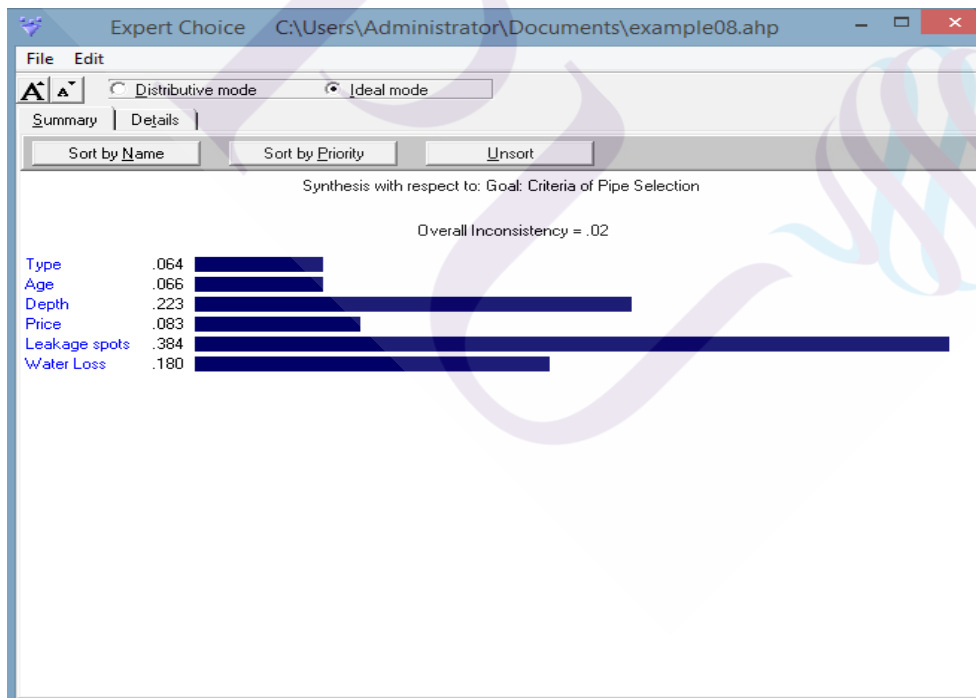 Expert Choice C:\Users\Administrator\Documents\example08.ahp
File Edit
A A Distributive mode Ideal mode
Summary Details
Sort by Name Sort by Priority Unsort
Synthesis with respect to: Goal: Criteria of Pipe Selection
Overall Inconsistency = .02
Type .064
Age .066
Depth .223
Price .083
Leakage spots .384
Water Loss .180